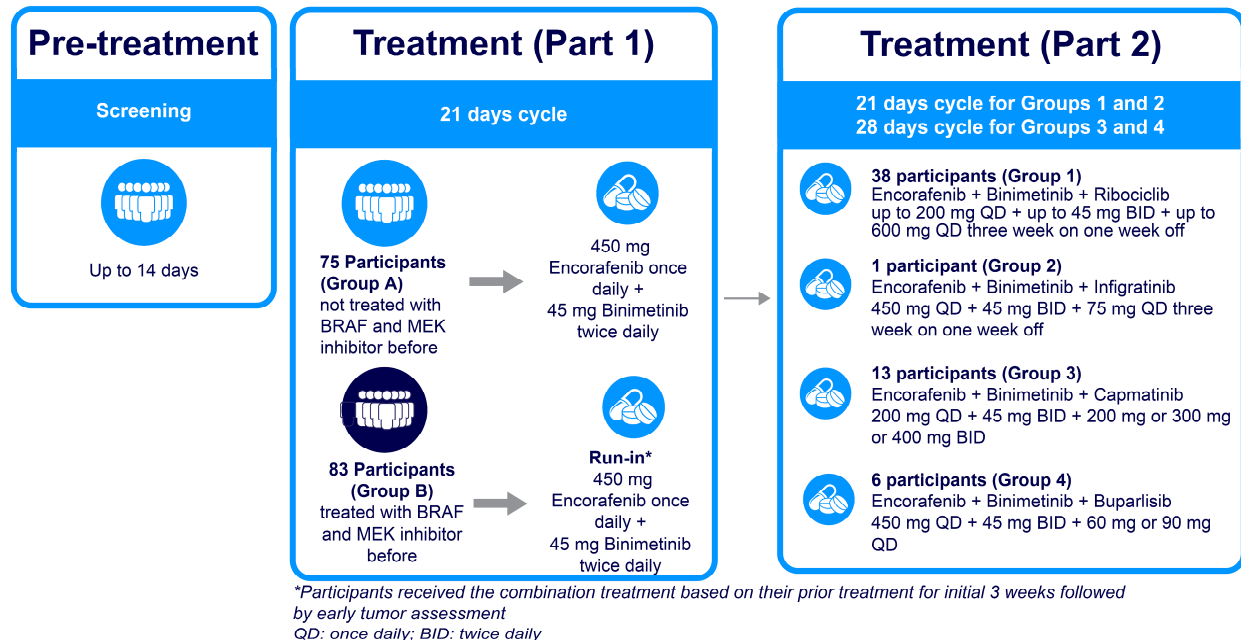 Pre-treatment
Screening
Up to 14 days
Treatment (Part 1)
21 days cycle
75 Participants
(Group A)
not treated with
BRAF and MEK
inhibitor before
450 mg
Encorafenib once
daily +
45 mg Binimetinib
twice daily
83 Participants
(Group B)
treated with BRAF
and MEK inhibitor
before
Run-in*
450 mg
Encorafenib once
daily +
45 mg Binimetinib
twice daily
Treatment (Part 2)
21 days cycle for Groups 1 and 2
28 days cycle for Groups 3 and 4
38 participants (Group 1)
Encorafenib + Binimetinib + Ribociclib
up to 200 mg QD + up to 45 mg BID + up to
600 mg QD three week on one week off
1 participant (Group 2)
Encorafenib + Binimetinib + Infigratinib
450 mg QD + 45 mg BID + 75 mg QD three
week on one week off
13 participants (Group 3)
Encorafenib + Binimetinib + Capmatinib
200 mg QD + 45 mg BID + 200 mg or 300 mg
or 400 mg BID
6 participants (Group 4)
Encorafenib + Binimetinib + Buparlisib
450 mg QD + 45 mg BID + 60 mg or 90 mg
QD
*Participants received the combination treatment based on their prior treatment for initial 3 weeks followed
by early tumor assessment
QD: once daily; BID: twice daily